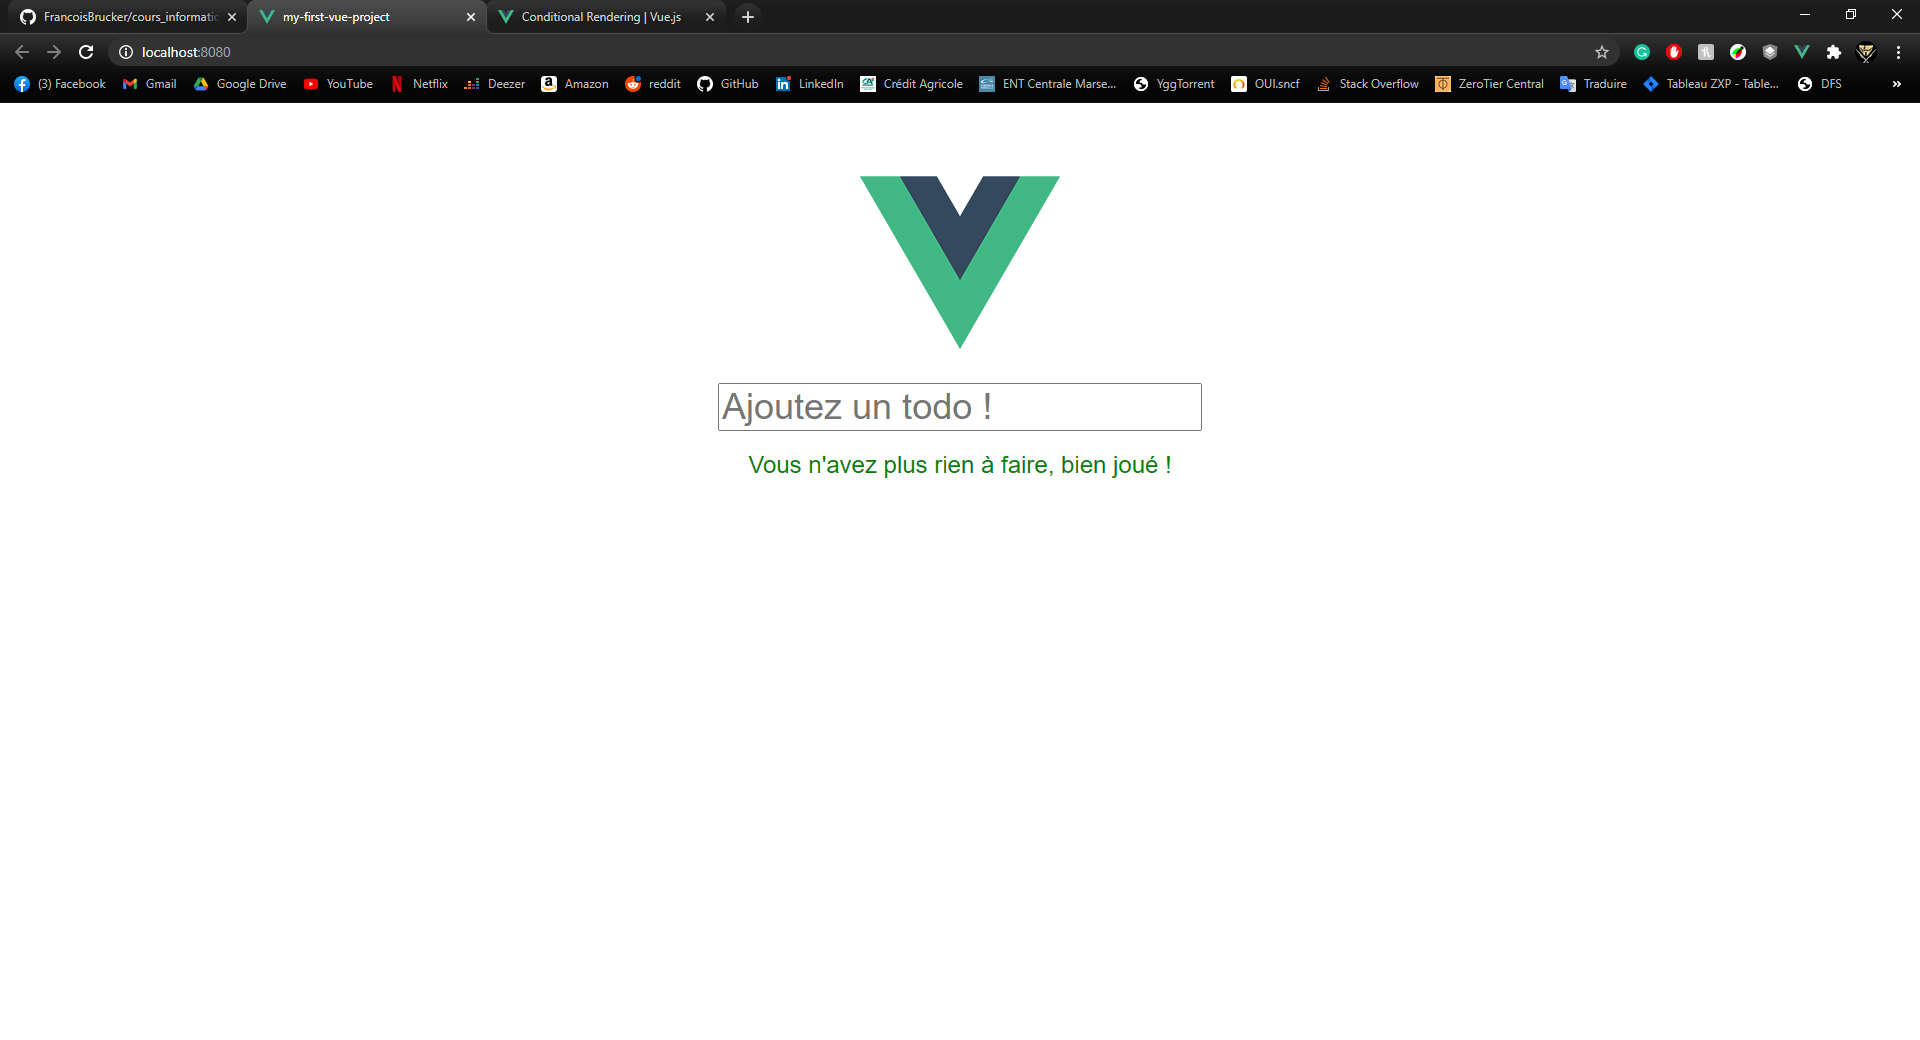 FrancoisBrucker/cours_informatic
my-first-vue-project
Conditional Rendering | Vue.js
localhost:8080
(3) Facebook Gmail Google Drive YouTube Netflix Deezer Amazon reddit GitHub LinkedIn Crédit Agricole ENT Centrale Marse... YggTorrent OUI.sncf Stack Overflow ZeroTier Central Traduire Tableau ZXP - Table... DFS »
Ajoutez un todo !
Vous n'avez plus rien à faire, bien joué !